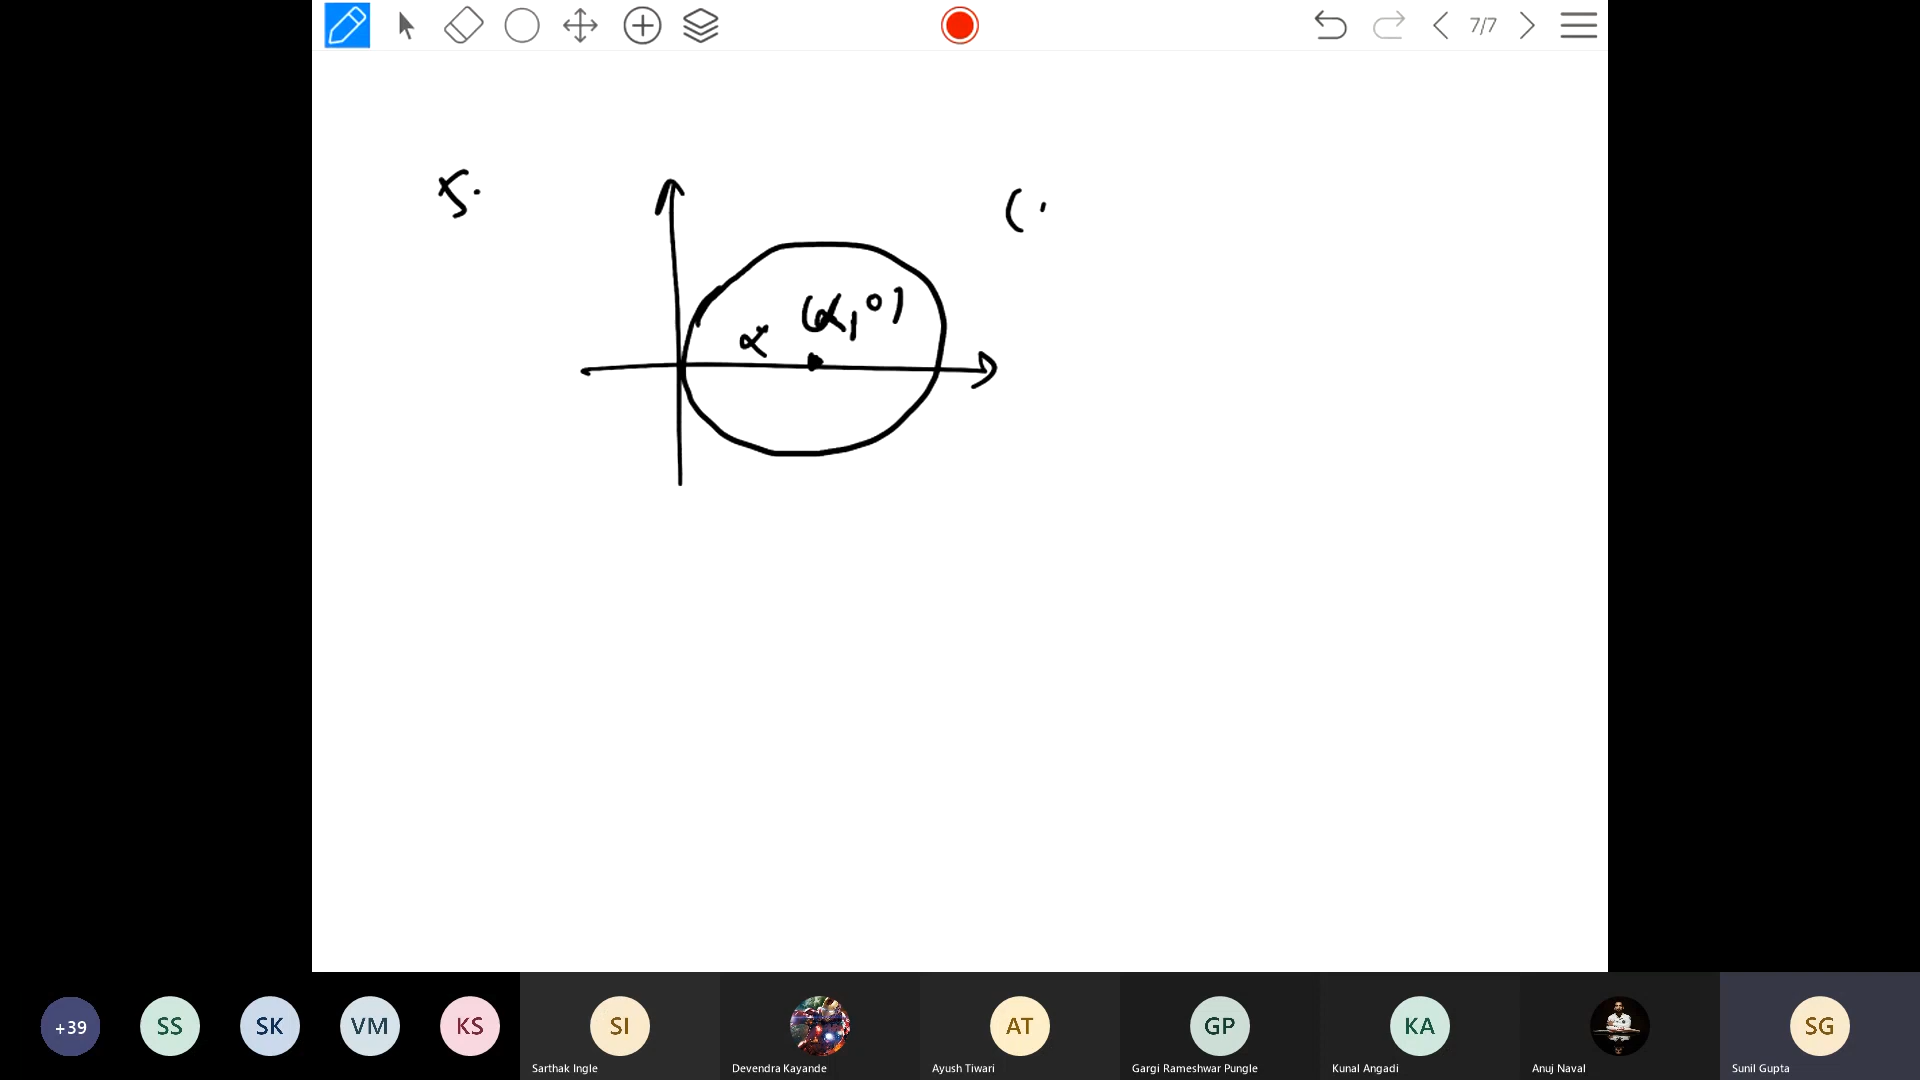 7/7
5.
(α,0)
α
(.
+39
SS
SK
VM
KS
SI
AT
GP
KA
SG
Sarthak Ingle
Devendra Kayande
Ayush Tiwari
Gargi Rameshwar Pungle
Kunal Angadi
Anuj Naval
Sunil Gupta